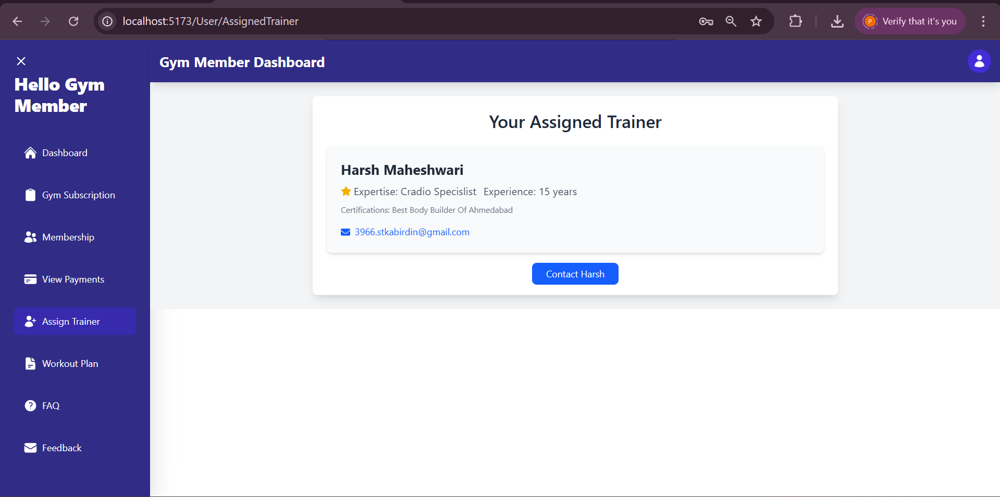 localhost:5173/User/AssignedTrainer
P
Verify that it's you
Hello Gym
Member
Dashboard
Gym Subscription
Membership
View Payments
Assign Trainer
Workout Plan
FAQ
Feedback
Gym Member Dashboard
Your Assigned Trainer
Harsh Maheshwari
Expertise: Cradio Specislist Experience: 15 years
Certifications: Best Body Builder Of Ahmedabad
3966.stkabirdin@gmail.com
Contact Harsh